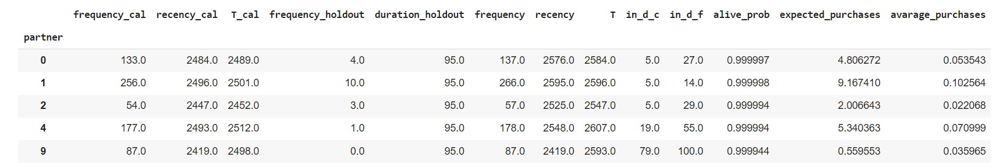 frequency_cal recency_cal T_cal frequency_holdout duration_holdout frequency recency T in_d_c in_d_f alive_prob expected_purchases avarage_purchases
partner
0 133.0 2484.0 2489.0 4.0 95.0 137.0 2576.0 2584.0 5.0 27.0 0.999997 4.806272 0.053543
1 256.0 2496.0 2501.0 10.0 95.0 266.0 2595.0 2596.0 5.0 14.0 0.999998 9.167410 0.102564
2 54.0 2447.0 2452.0 3.0 95.0 57.0 2525.0 2547.0 5.0 29.0 0.999994 2.006643 0.022068
4 177.0 2493.0 2512.0 1.0 95.0 178.0 2548.0 2607.0 19.0 55.0 0.999994 5.340363 0.070999
9 87.0 2419.0 2498.0 0.0 95.0 87.0 2419.0 2593.0 79.0 100.0 0.999944 0.559553 0.035965